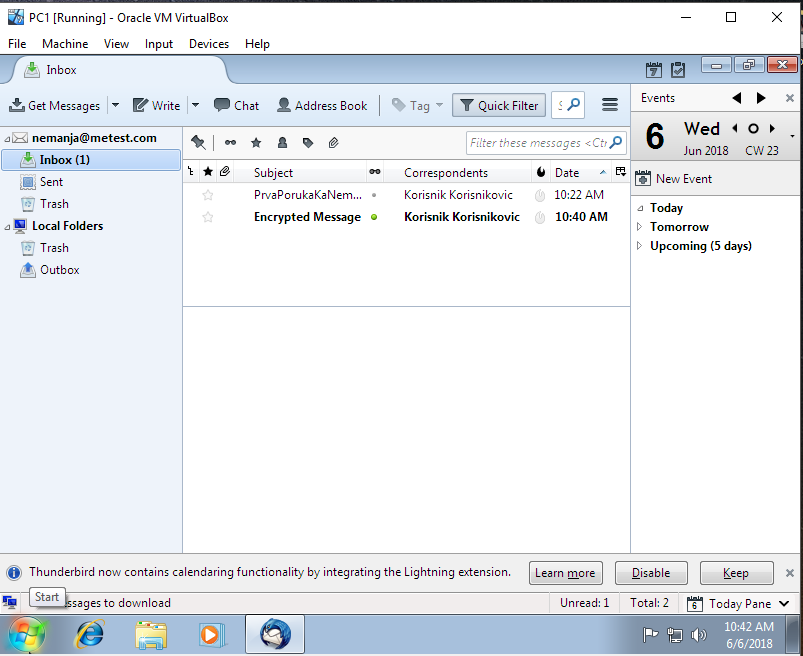 PC1 [Running] - Oracle VM VirtualBox
File Machine View Input Devices Help
Inbox
7
Get Messages Write Chat Address Book Tag Quick Filter
Events
Filter these messages <Ct
6 Wed
Jun 2018 CW 23
New Event
nemanja@metest.com
Inbox (1)
Sent
Trash
Local Folders
Trash
Outbox
Subject Correspondents Date
PrvaPorukaKaNem... Korisnik Korisnikovic 10:22 AM
Encrypted Message Korisnik Korisnikovic 10:40 AM
Today
Tomorrow
Upcoming (5 days)
Thunderbird now contains calendaring functionality by integrating the Lightning extension. Learn more Disable Keep
Start
ssages to download Unread: 1 Total: 2 6 Today Pane
10:42 AM
6/6/2018